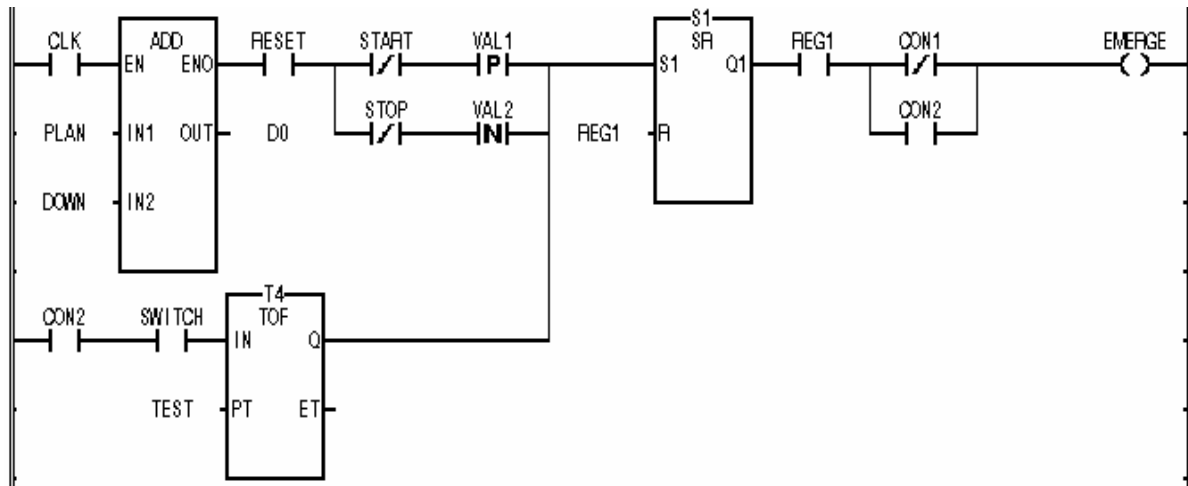 S1
CLK ADD RESET START VAL1 SR REG1 CON1 EMERGE
EN ENO P S1 Q1
STOP VAL2 CON2
PLAN IN1 OUT D0 N REG1 R
DOWN IN2
T4
CON2 SWITCH TOF
IN Q
TEST PT ET